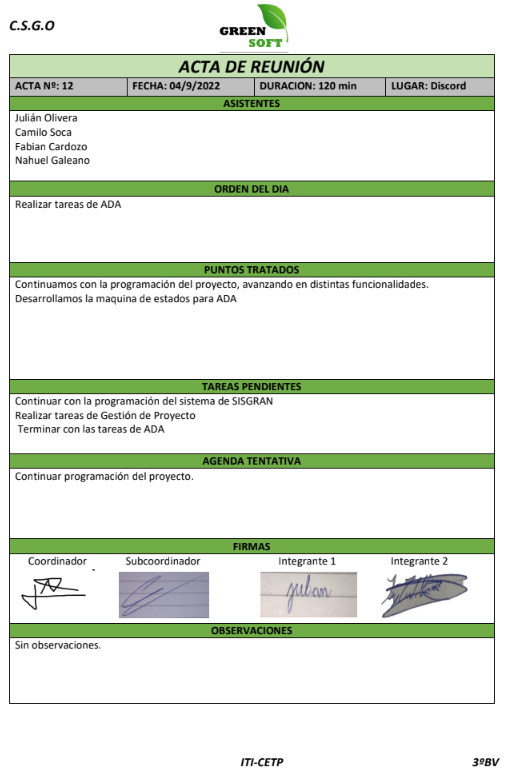 C.S.G.O
GREEN
SOFT
ACTA DE REUNIÓN
ACTA Nº: 12 FECHA: 04/9/2022 DURACION: 120 min LUGAR: Discord
ASISTENTES
Julián Olivera
Camilo Soca
Fabian Cardozo
Nahuel Galeano
ORDEN DEL DIA
Realizar tareas de ADA
PUNTOS TRATADOS
Continuamos con la programación del proyecto, avanzando en distintas funcionalidades.
Desarrollamos la maquina de estados para ADA
TAREAS PENDIENTES
Continuar con la programación del sistema de SISGRAN
Realizar tareas de Gestión de Proyecto
Terminar con las tareas de ADA
AGENDA TENTATIVA
Continuar programación del proyecto.
FIRMAS
Coordinador Subcoordinador Integrante 1 Integrante 2
julian
OBSERVACIONES
Sin observaciones.
ITI-CETP 3ºBV